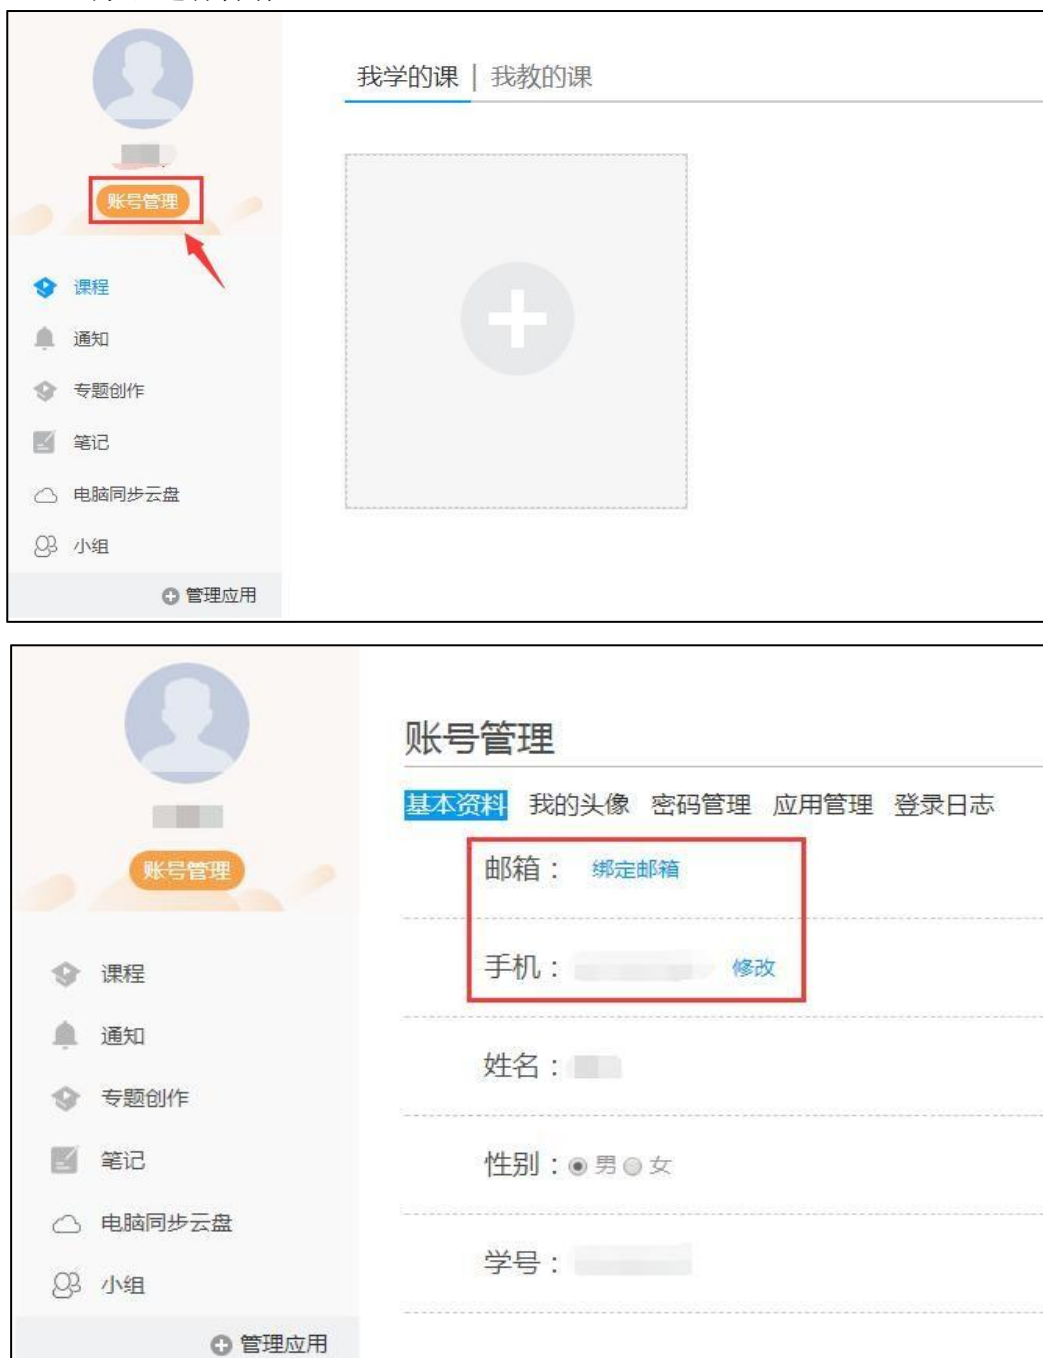 我学的课 | 我教的课
账号管理
课程
通知
专题创作
笔记
电脑同步云盘
小组
管理应用
账号管理
基本资料 我的头像 密码管理 应用管理 登录日志
账号管理
邮箱： 绑定邮箱
手机： 修改
姓名：
性别： 男 女
学号：
课程
通知
专题创作
笔记
电脑同步云盘
小组
管理应用